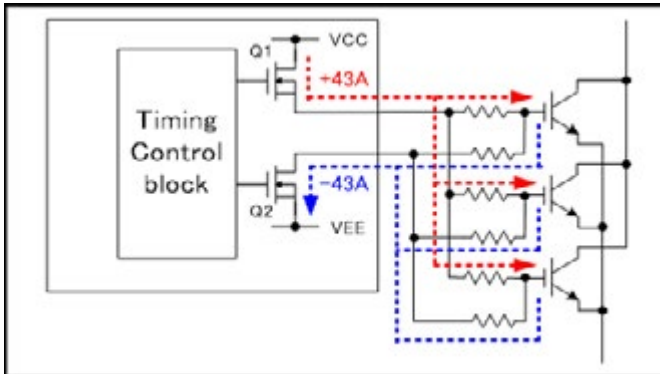 Q1
VCC
+43A
Timing
Control
block
-43A
Q2
VEE